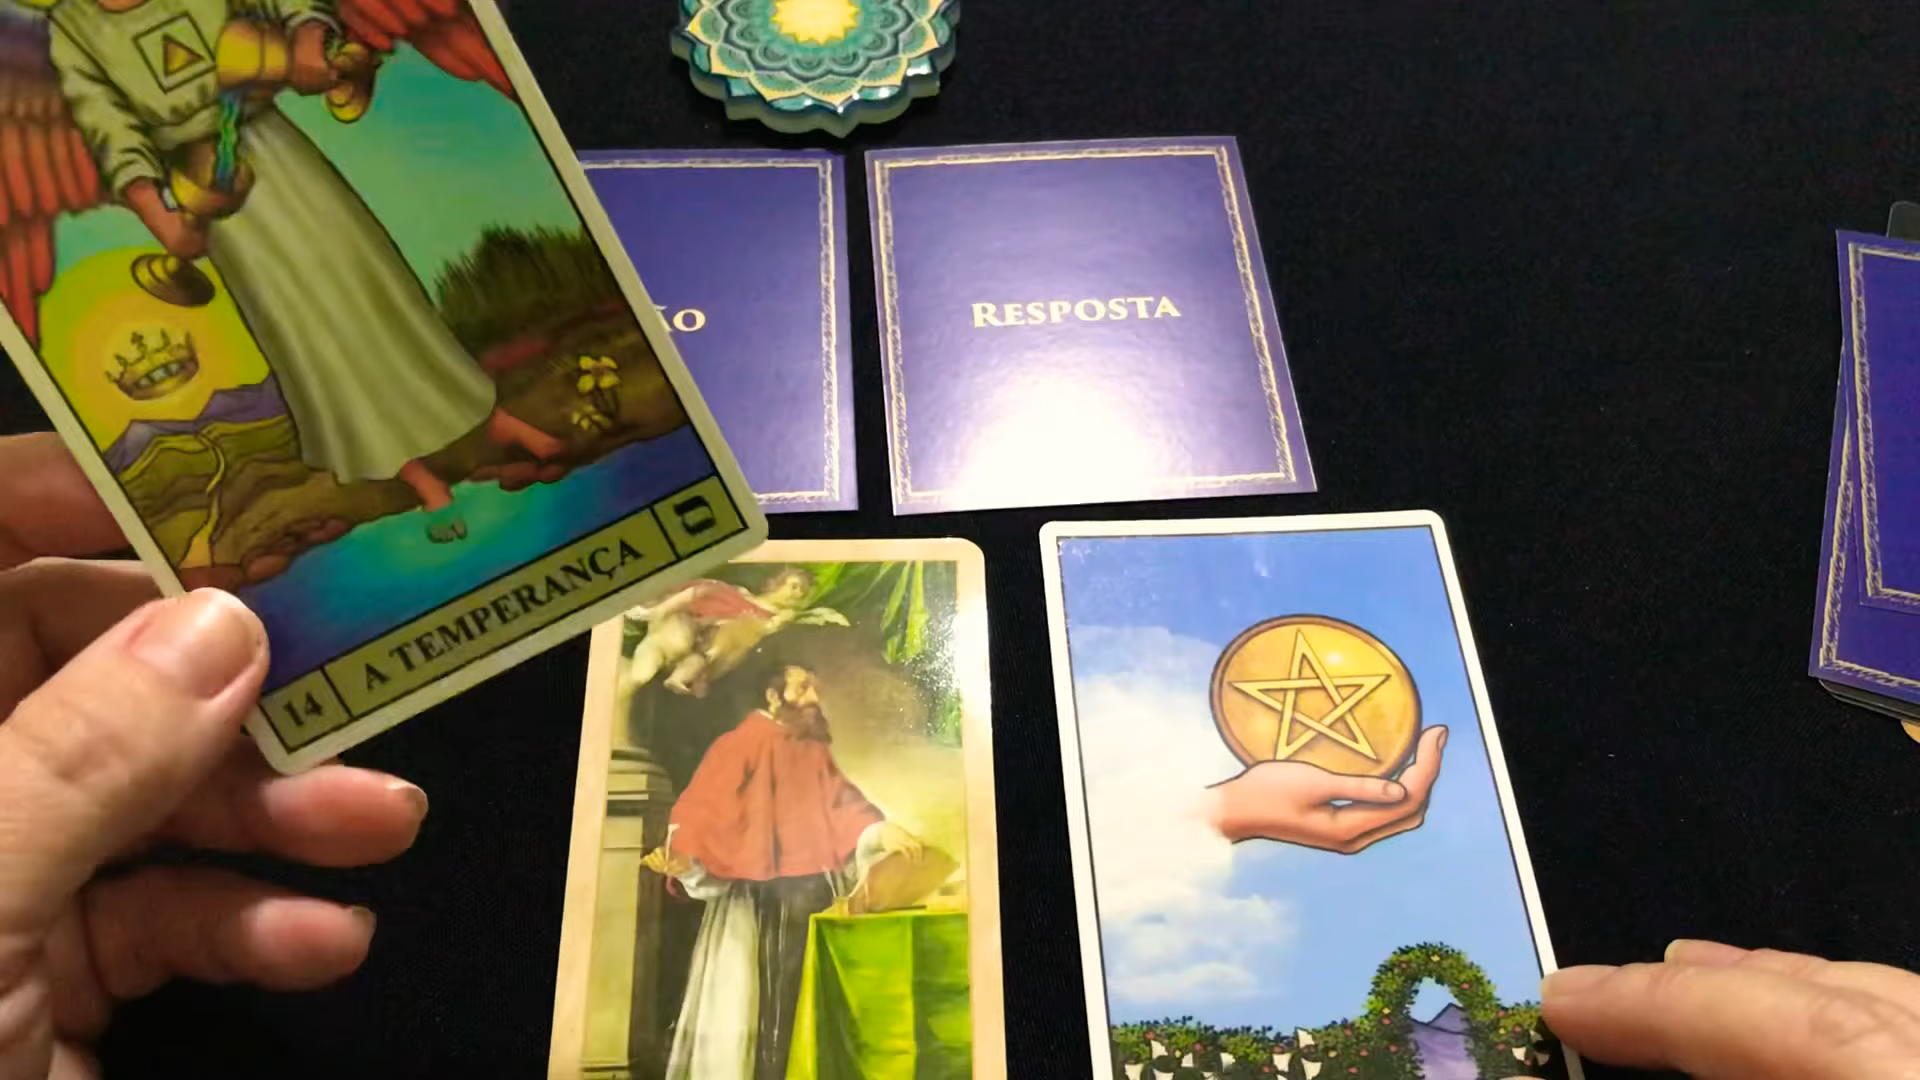 ÃO
RESPOSTA
14 A TEMPERANÇA מ